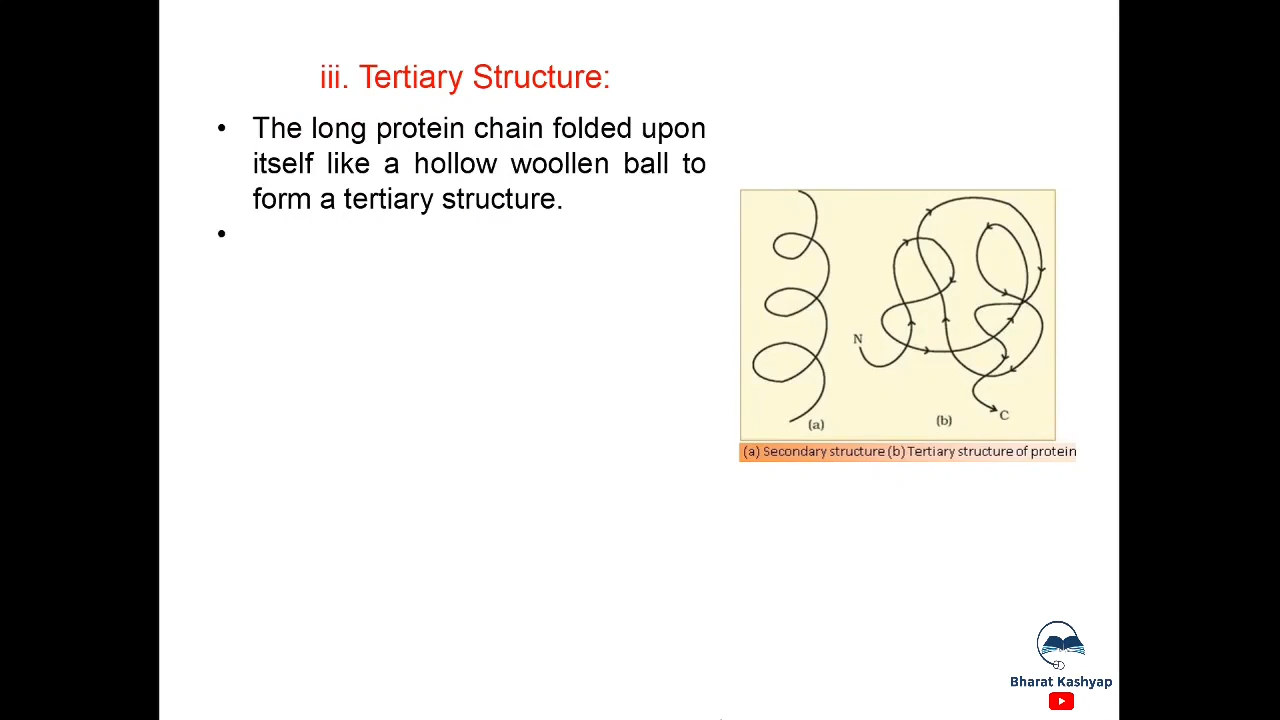 iii. Tertiary Structure:
• The long protein chain folded upon
itself like a hollow woollen ball to
form a tertiary structure.
•
N
C
(a)
(b)
(a) Secondary structure (b) Tertiary structure of protein
Bharat Kashyap